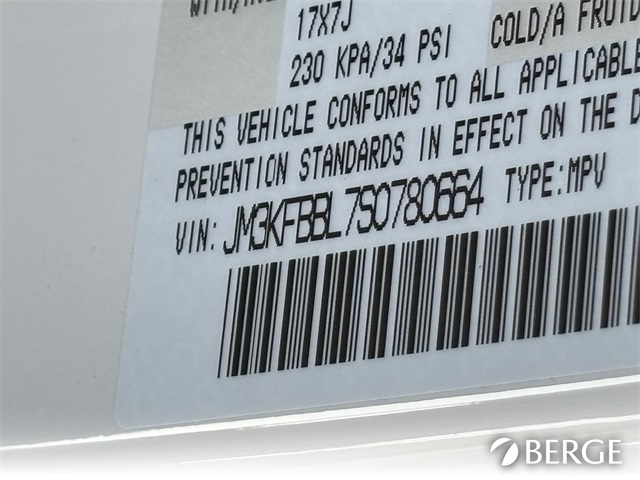 17X7J
230 KPA/34 PSI
COLD/A FROID
THIS VEHICLE CONFORMS TO ALL APPLICABLE
PREVENTION STANDARDS IN EFFECT ON THE D
VIN: JM3KFBBL7S0780664 TYPE:MPV
BERGE